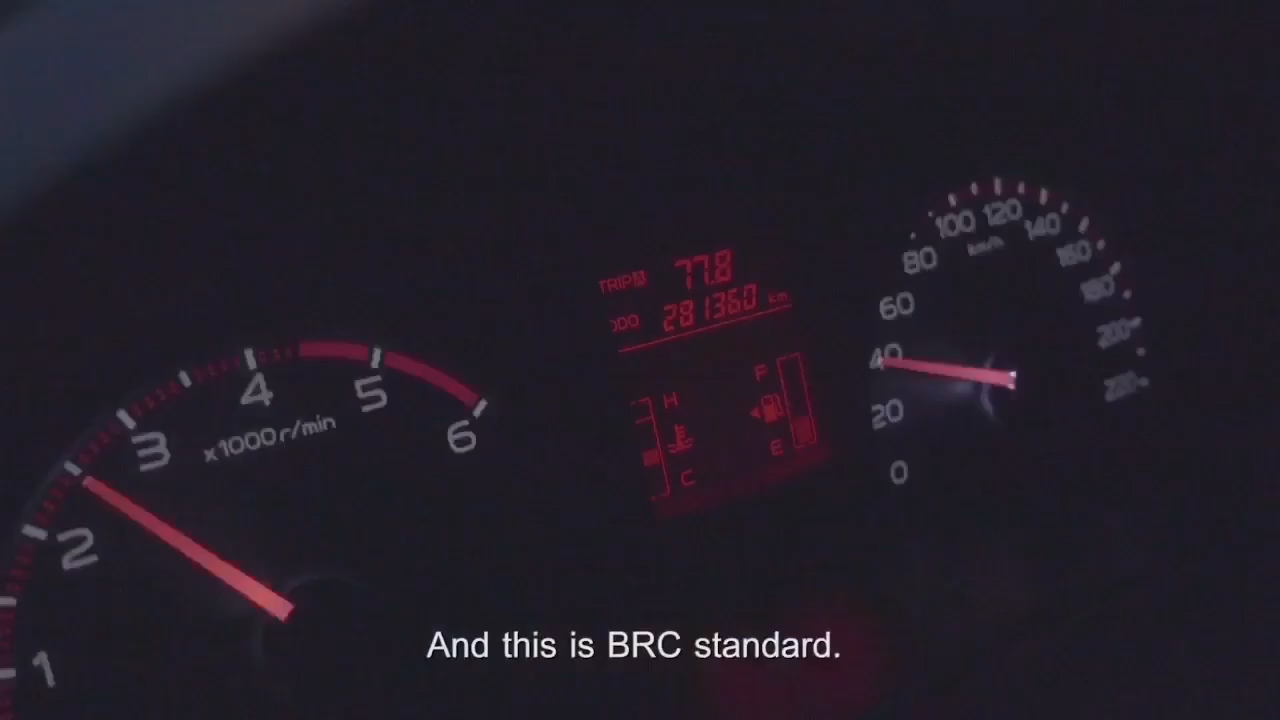 TRIP A 77.8
ODO 281360 km
H
C
F
E
1
2
3
4
5
6
x1000r/min
0
20
40
60
80
100
120
140
160
180
200
220
km/h
And this is BRC standard.